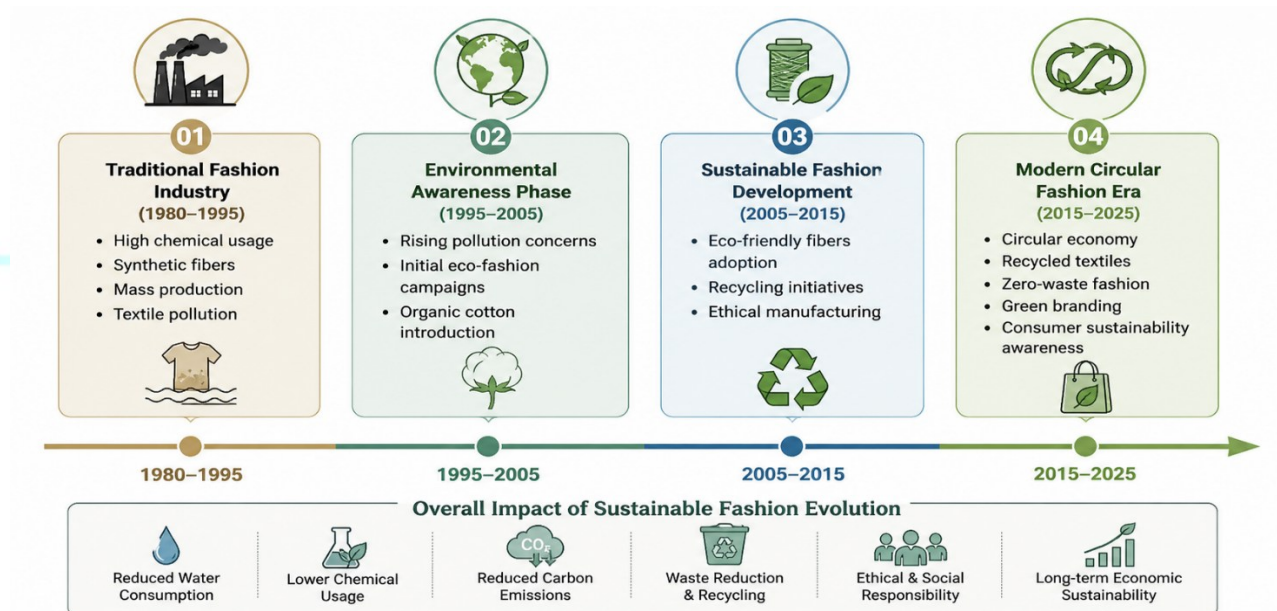 01
Traditional Fashion
Industry
(1980–1995)
• High chemical usage
• Synthetic fibers
• Mass production
• Textile pollution
02
Environmental
Awareness Phase
(1995–2005)
• Rising pollution concerns
• Initial eco-fashion
campaigns
• Organic cotton
introduction
03
Sustainable Fashion
Development
(2005–2015)
• Eco-friendly fibers
adoption
• Recycling initiatives
• Ethical manufacturing
04
Modern Circular
Fashion Era
(2015–2025)
• Circular economy
• Recycled textiles
• Zero-waste fashion
• Green branding
• Consumer sustainability
awareness
1980–1995
1995–2005
2005–2015
2015–2025
Overall Impact of Sustainable Fashion Evolution
Reduced Water
Consumption
Lower Chemical
Usage
CO₂
Reduced Carbon
Emissions
Waste Reduction
& Recycling
Ethical & Social
Responsibility
Long-term Economic
Sustainability